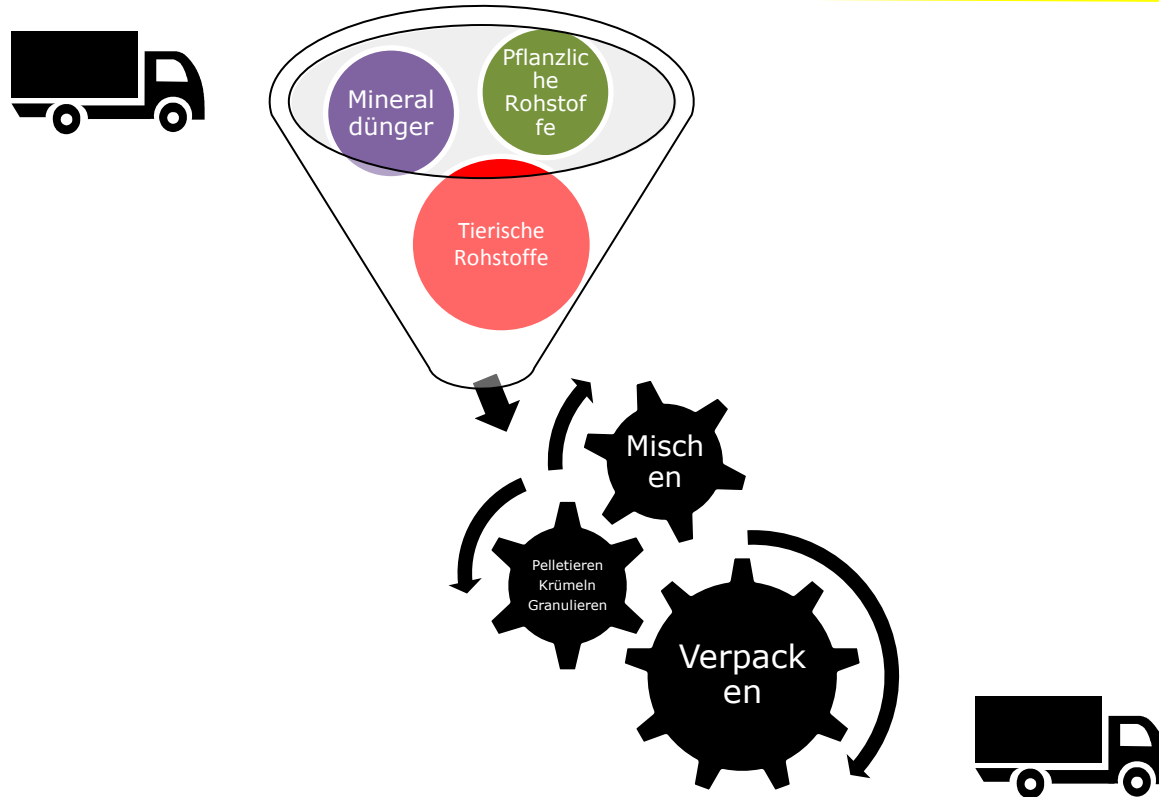 Mineral
dünger
Pflanzlic
he
Rohstof
fe
Tierische
Rohstoffe
Misch
en
Pelletieren
Krümeln
Granulieren
Verpack
en